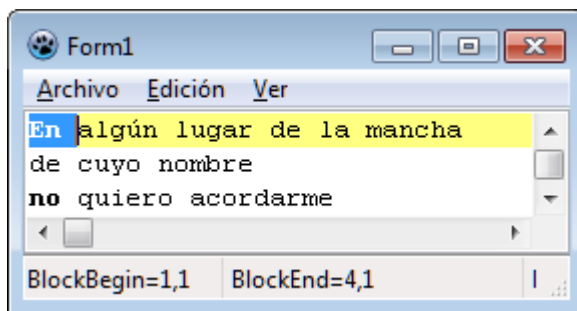 Form1
Archivo Edición Ver
En algún lugar de la mancha
de cuyo nombre
no quiero acordarme
BlockBegin=1,1 BlockEnd=4,1 I